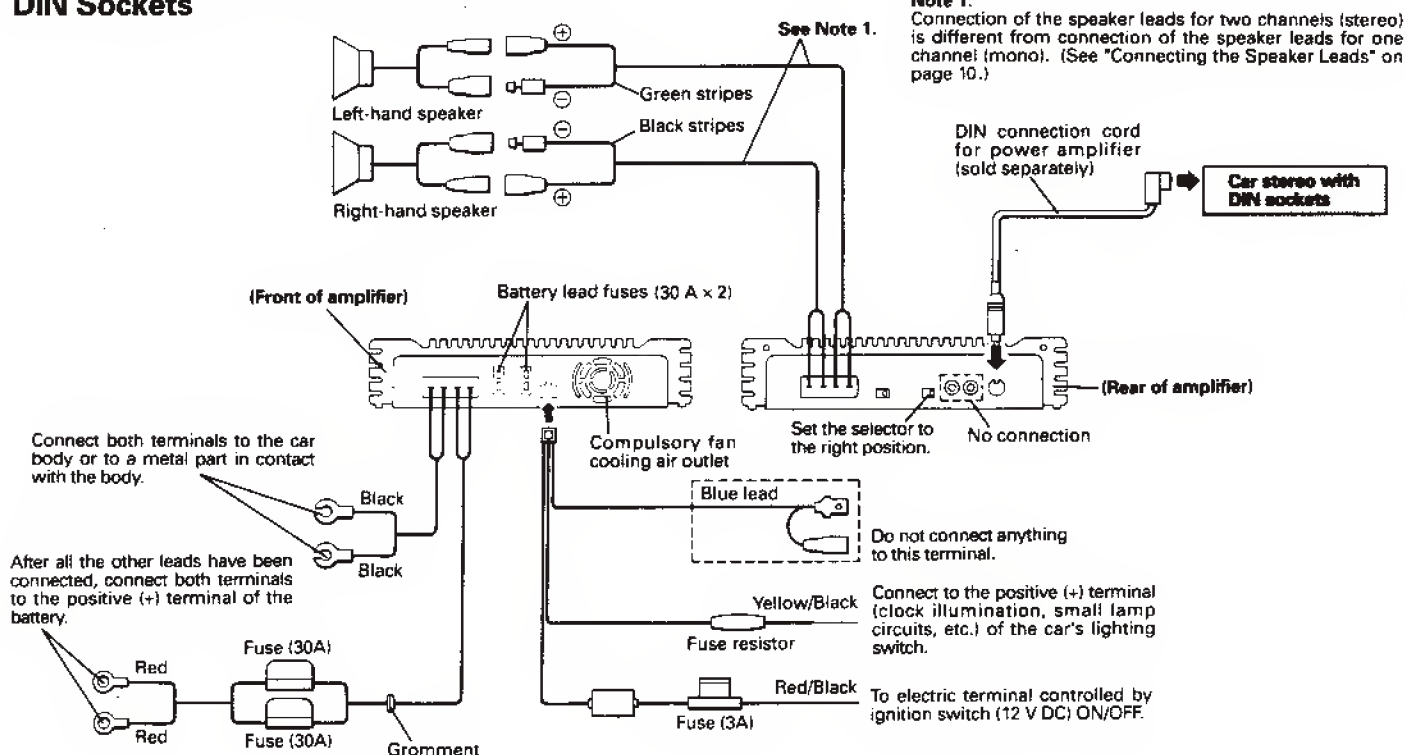 DIN Sockets
Note 1.
Connection of the speaker leads for two channels (stereo)
is different from connection of the speaker leads for one
channel (mono). (See "Connecting the Speaker Leads" on
page 10.)
See Note 1.
⊕
⊖
Green stripes
Left-hand speaker
Black stripes
⊖
⊕
Right-hand speaker
DIN connection cord
for power amplifier
(sold separately)
Car stereo with
DIN sockets
(Front of amplifier)
Battery lead fuses (30 A × 2)
(Rear of amplifier)
Set the selector to
the right position.
No connection
Compulsory fan
cooling air outlet
Connect both terminals to the car
body or to a metal part in contact
with the body.
Black
Black
Blue lead
Do not connect anything
to this terminal.
After all the other leads have been
connected, connect both terminals
to the positive (+) terminal of the
battery.
Yellow/Black
Fuse resistor
Connect to the positive (+) terminal
(clock illumination, small lamp
circuits, etc.) of the car's lighting
switch.
Red
Red
Fuse (30A)
Fuse (30A)
Gromment
Red/Black
Fuse (3A)
To electric terminal controlled by
ignition switch (12 V DC) ON/OFF.